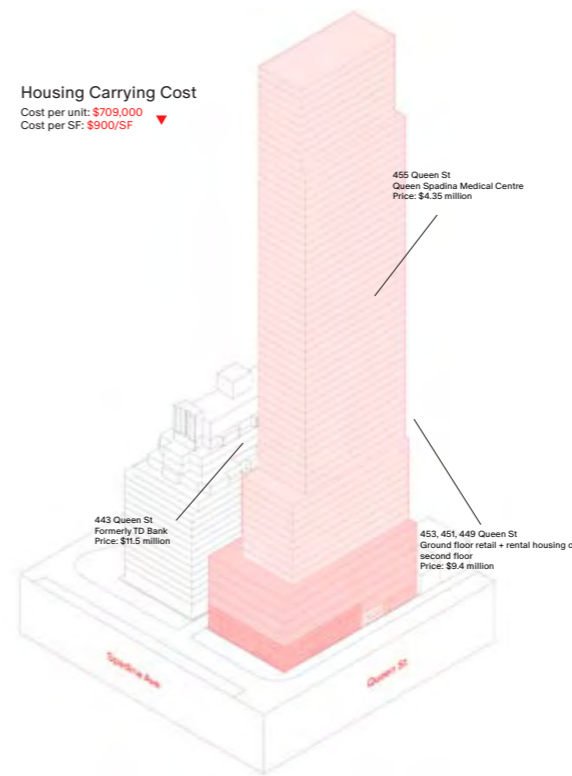 Housing Carrying Cost
Cost per unit: $709,000
Cost per SF: $900/SF
455 Queen St
Queen Spadina Medical Centre
Price: $4.35 million
443 Queen St
Formerly TD Bank
Price: $11.5 million
453, 451, 449 Queen St
Ground floor retail + rental housing
second floor
Price: $9.4 million
Queen St